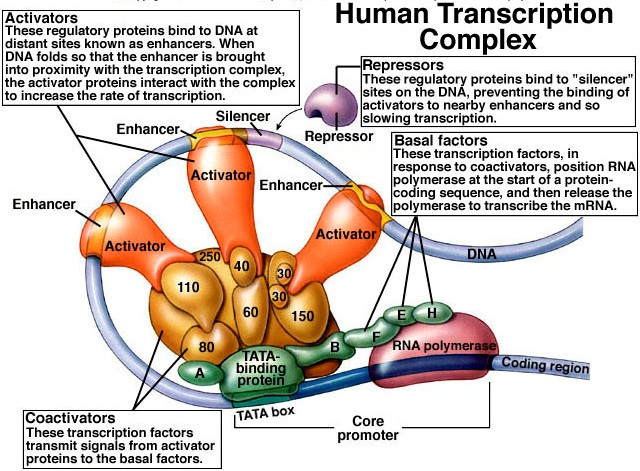 Human Transcription
Complex
Activators
These regulatory proteins bind to DNA at
distant sites known as enhancers. When
DNA folds so that the enhancer is brought
into proximity with the transcription complex,
the activator proteins interact with the complex
to increase the rate of transcription.
Repressors
These regulatory proteins bind to "silencer"
sites on the DNA, preventing the binding of
activators to nearby enhancers and so
slowing transcription.
Silencer
Enhancer
Repressor
Basal factors
These transcription factors, in
response to coactivators, position RNA
polymerase at the start of a protein-
coding sequence, and then release the
polymerase to transcribe the mRNA.
Activator
Enhancer
Enhancer
Activator
Activator
DNA
250
40
30
110
30
60
150
80
E
H
F
B
RNA polymerase
A
TATA-
binding
protein
Coding region
TATA box
Core
promoter
Coactivators
These transcription factors
transmit signals from activator
proteins to the basal factors.